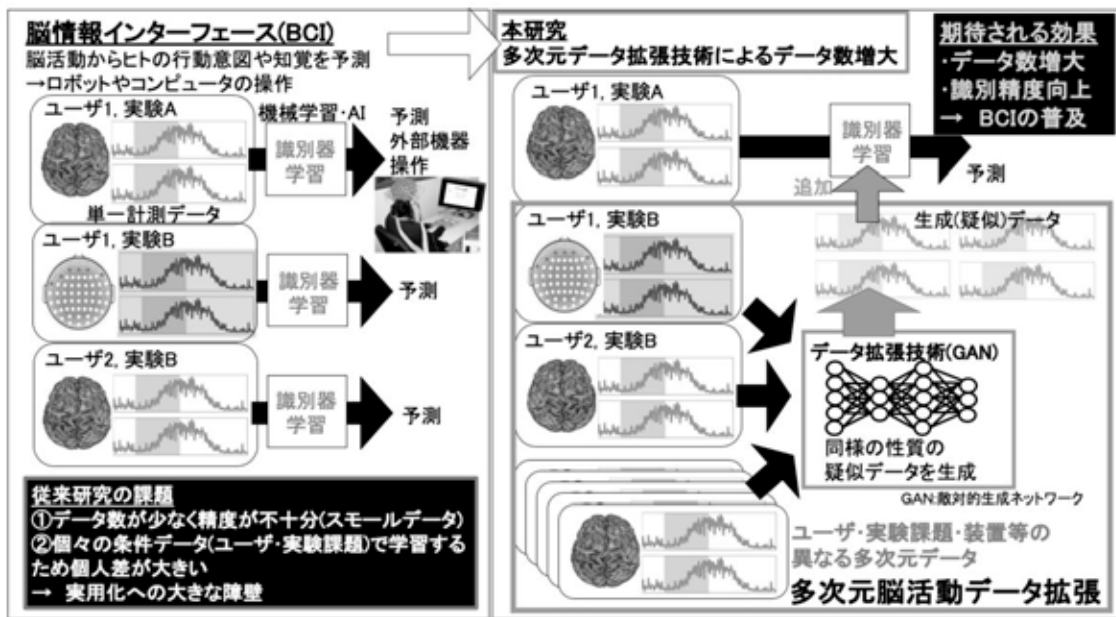 脳情報インターフェース(BCI)
脳活動からヒトの行動意図や知覚を予測
→ロボットやコンピュータの操作
ユーザ1, 実験A
機械学習・AI
識別器
学習
予測
外部機器
操作
単一計測データ
ユーザ1, 実験B
識別器
学習
予測
ユーザ2, 実験B
識別器
学習
予測
従来研究の課題
①データ数が少なく精度が不十分(スモールデータ)
②個々の条件データ(ユーザ・実験課題)で学習する
ため個人差が大きい
→ 実用化への大きな障壁
本研究
多次元データ拡張技術によるデータ数増大
期待される効果
・データ数増大
・識別精度向上
→ BCIの普及
ユーザ1, 実験A
識別器
学習
予測
追加
ユーザ1, 実験B
生成(疑似)データ
ユーザ2, 実験B
データ拡張技術(GAN)
同様の性質の
疑似データを生成
GAN:敵対的生成ネットワーク
ユーザ・実験課題・装置等の
異なる多次元データ
多次元脳活動データ拡張